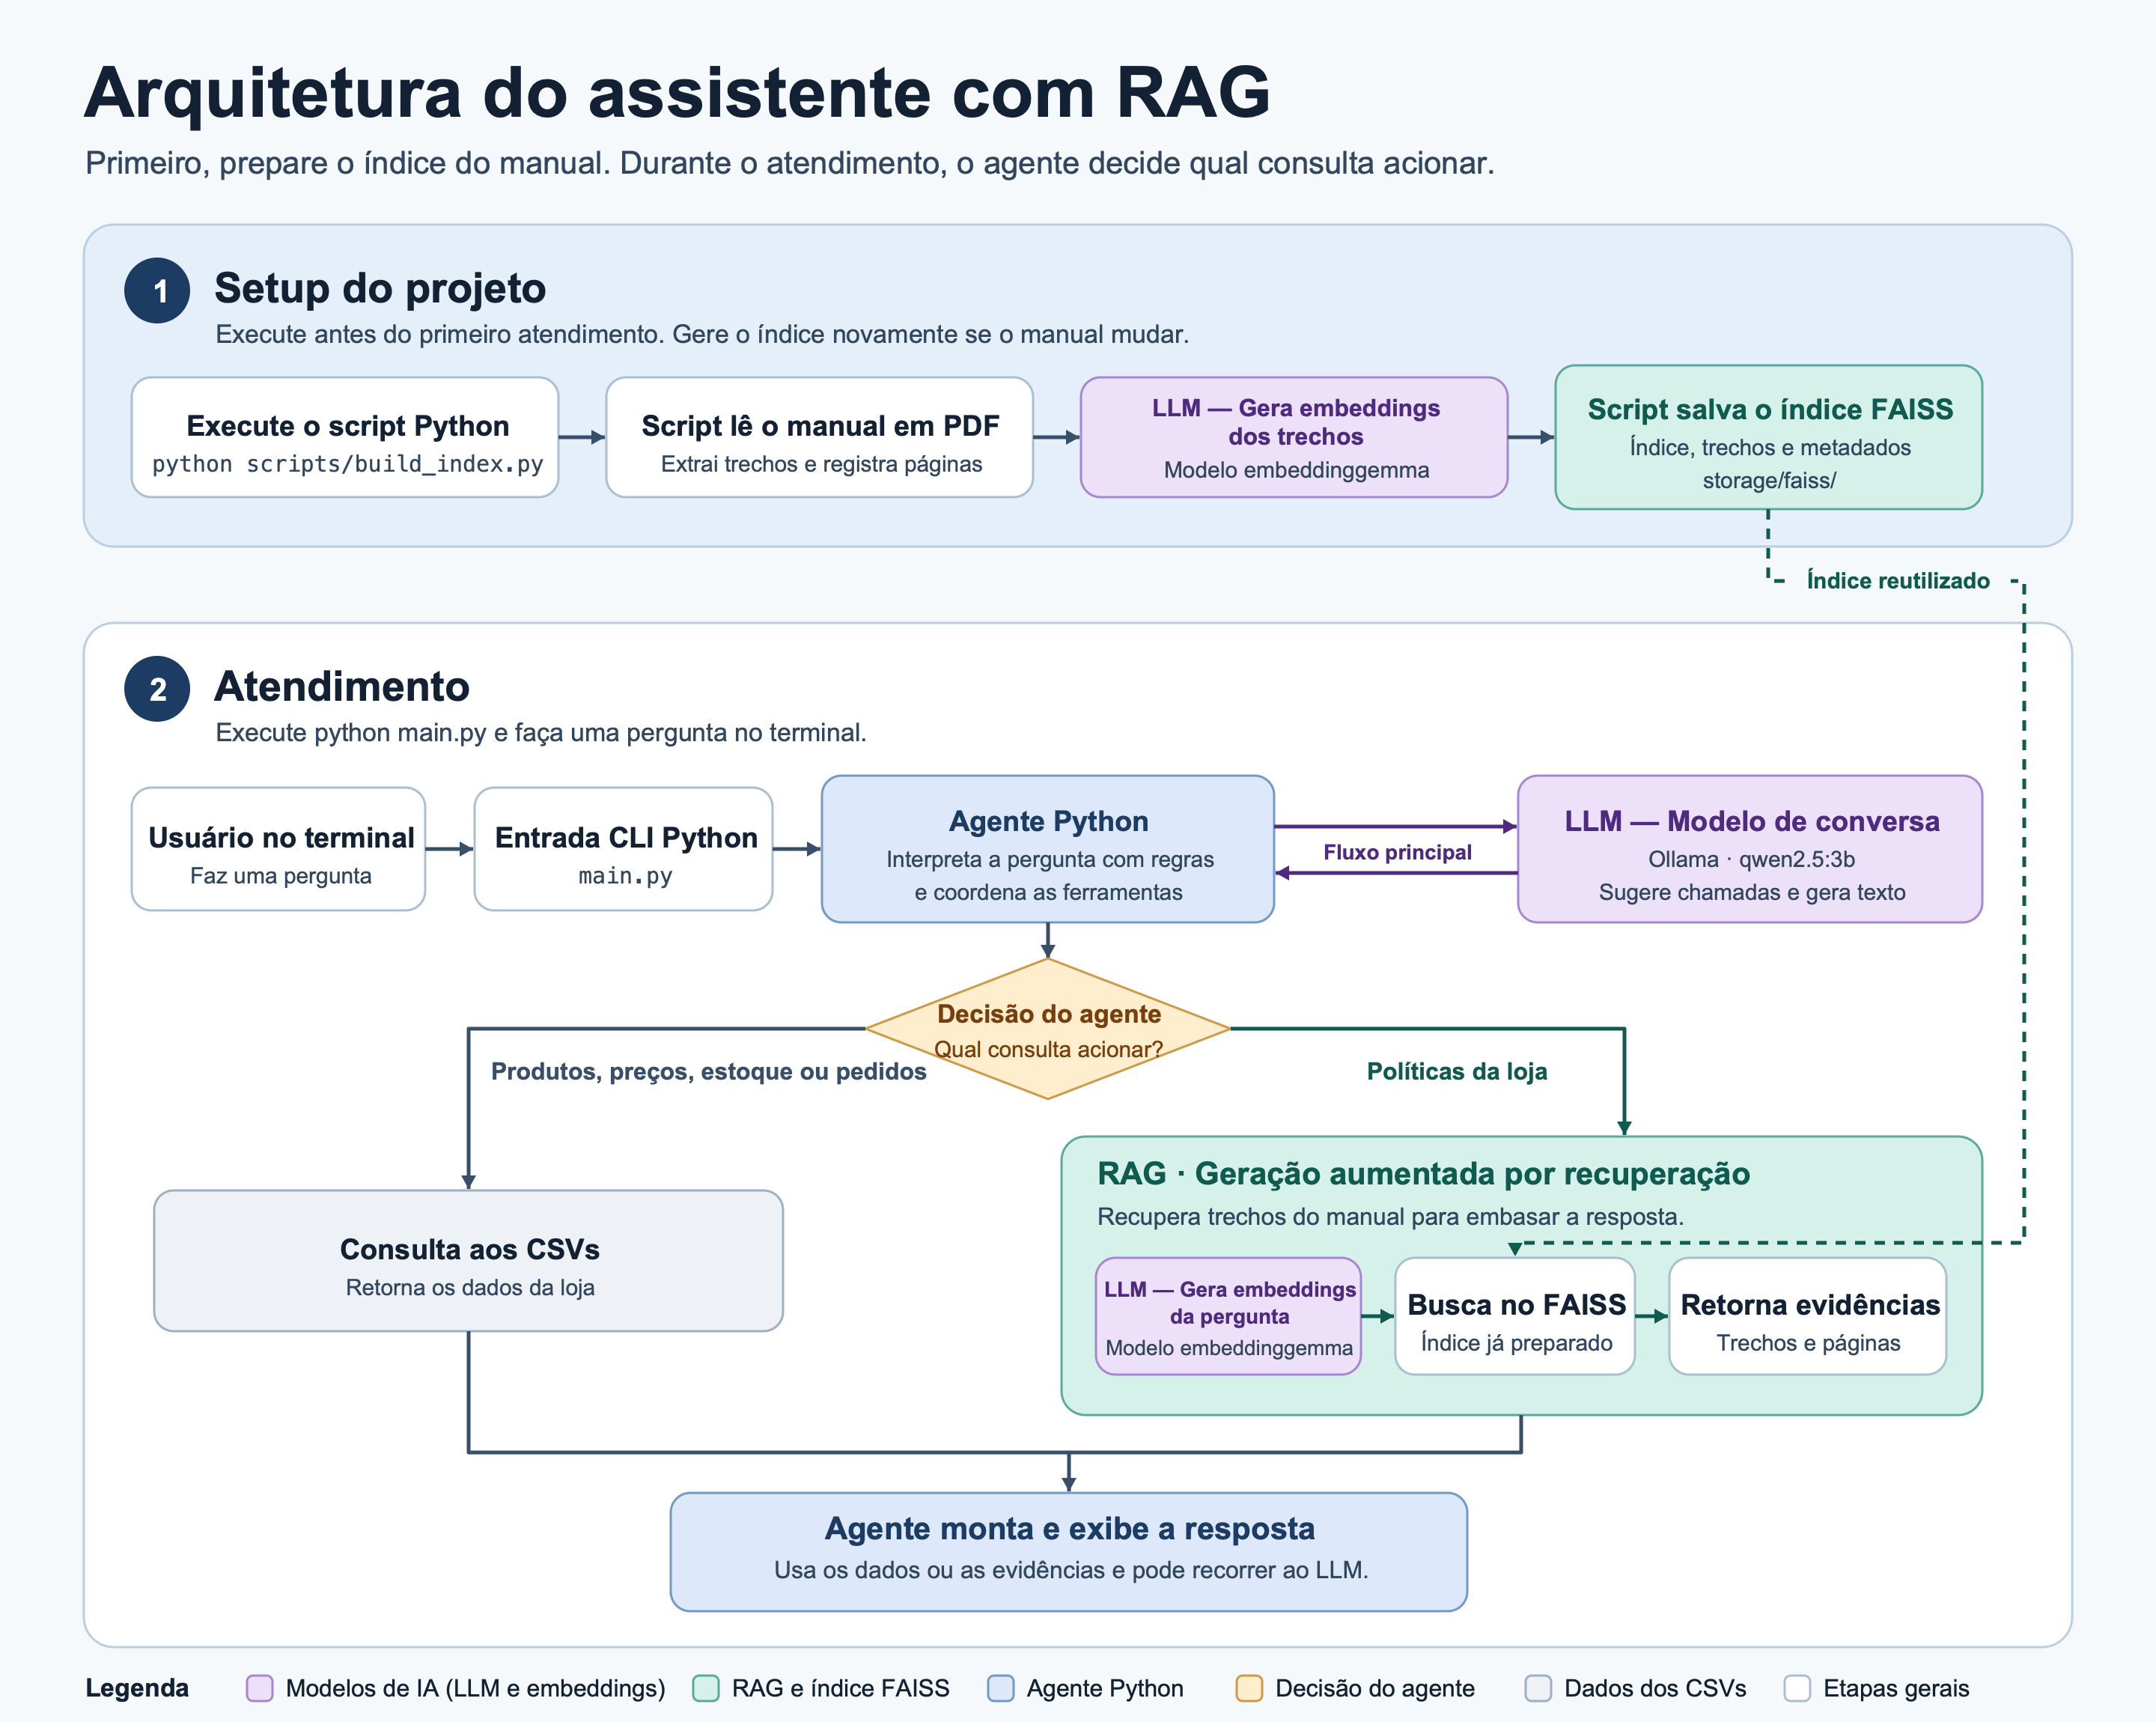 Arquitetura do assistente com RAG
Primeiro, prepare o índice do manual. Durante o atendimento, o agente decide qual consulta acionar.
1
Setup do projeto
Execute antes do primeiro atendimento. Gere o índice novamente se o manual mudar.
Execute o script Python
python scripts/build_index.py
Script lê o manual em PDF
Extrai trechos e registra páginas
LLM — Gera embeddings
dos trechos
Modelo embeddinggemma
Script salva o índice FAISS
Índice, trechos e metadados
storage/faiss/
Índice reutilizado
2
Atendimento
Execute python main.py e faça uma pergunta no terminal.
Usuário no terminal
Faz uma pergunta
Entrada CLI Python
main.py
Agente Python
Interpreta a pergunta com regras
e coordena as ferramentas
Fluxo principal
LLM — Modelo de conversa
Ollama · qwen2.5:3b
Sugere chamadas e gera texto
Decisão do agente
Qual consulta acionar?
Produtos, preços, estoque ou pedidos
Políticas da loja
Consulta aos CSVs
Retorna os dados da loja
RAG · Geração aumentada por recuperação
Recupera trechos do manual para embasar a resposta.
LLM — Gera embeddings
da pergunta
Modelo embeddinggemma
Busca no FAISS
Índice já preparado
Retorna evidências
Trechos e páginas
Agente monta e exibe a resposta
Usa os dados ou as evidências e pode recorrer ao LLM.
Legenda
Modelos de IA (LLM e embeddings)
RAG e índice FAISS
Agente Python
Decisão do agente
Dados dos CSVs
Etapas gerais